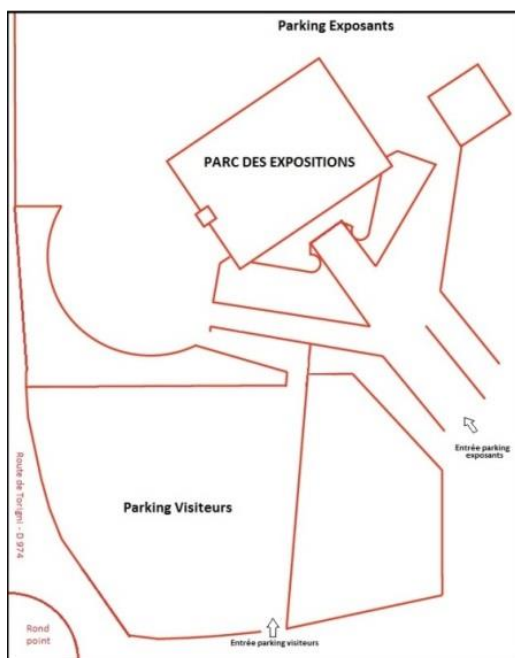 Parking Exposants
PARC DES EXPOSITIONS
Entrée parking
exposants
Parking Visiteurs
Route de Torigni - D 974
Rond
point
Entrée parking visiteurs